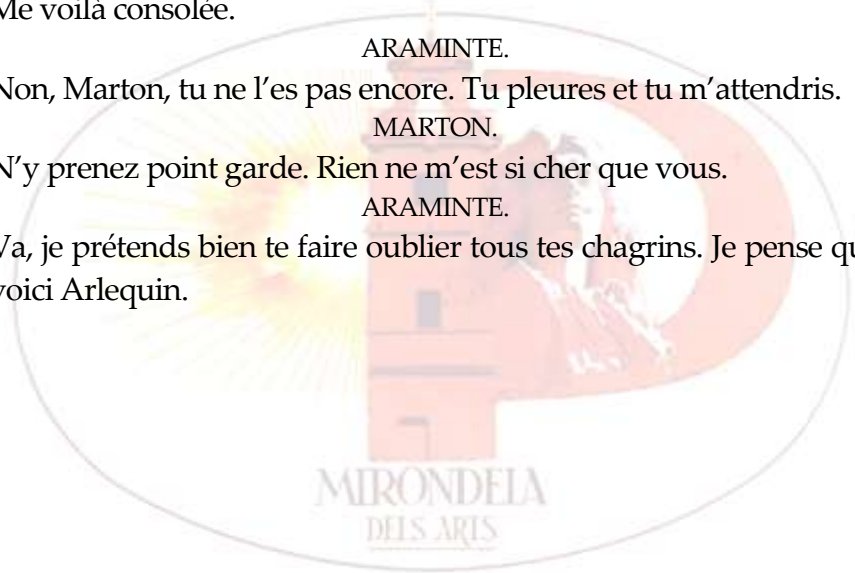 Me voilà consolée.
ARAMINTE.
Non, Marton, tu ne l’es pas encore. Tu pleures et tu m’attendris.
MARTON.
N’y prenez point garde. Rien ne m’est si cher que vous.
ARAMINTE.
Va, je prétends bien te faire oublier tous tes chagrins. Je pense qu
voici Arlequin.
MIRONDELA
DELS ARTS